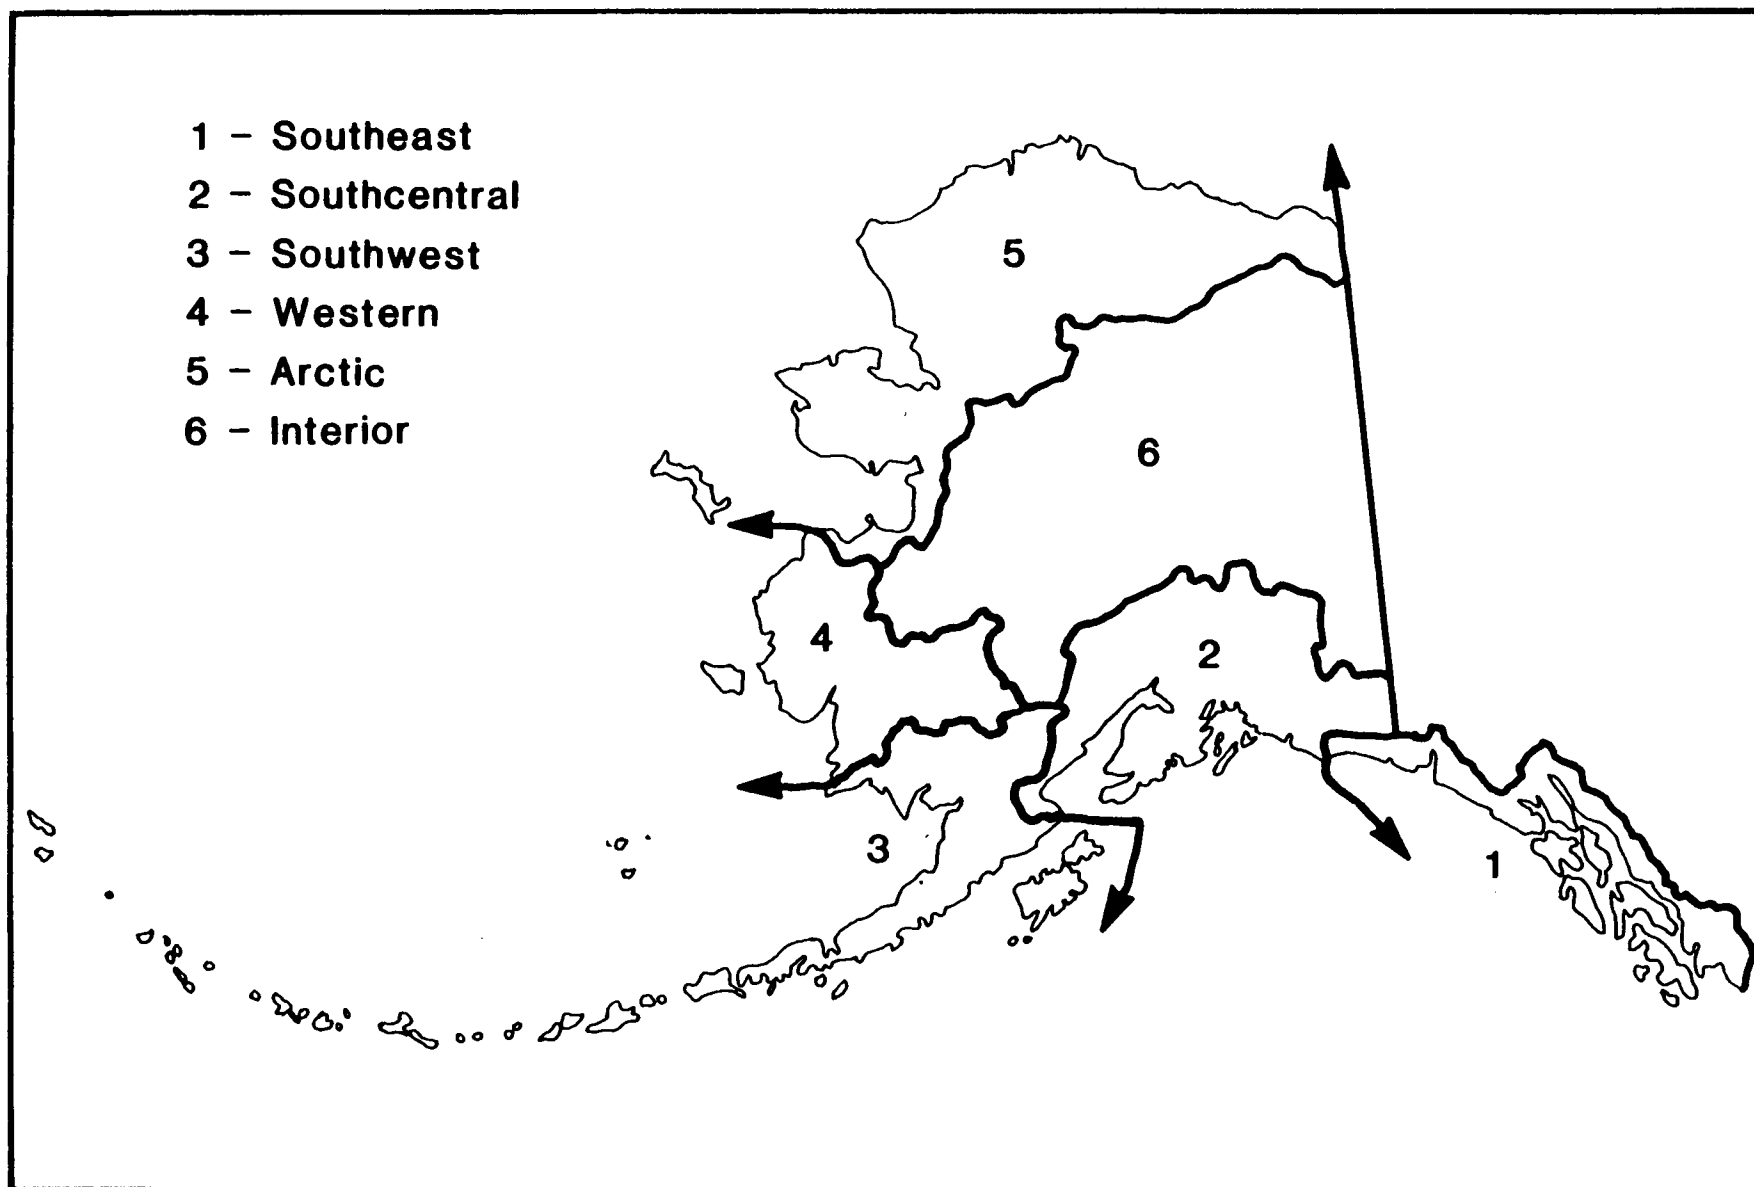 1 – Southeast
2 – Southcentral
3 – Southwest
4 – Western
5 – Arctic
6 – Interior
5
6
4
2
3
1